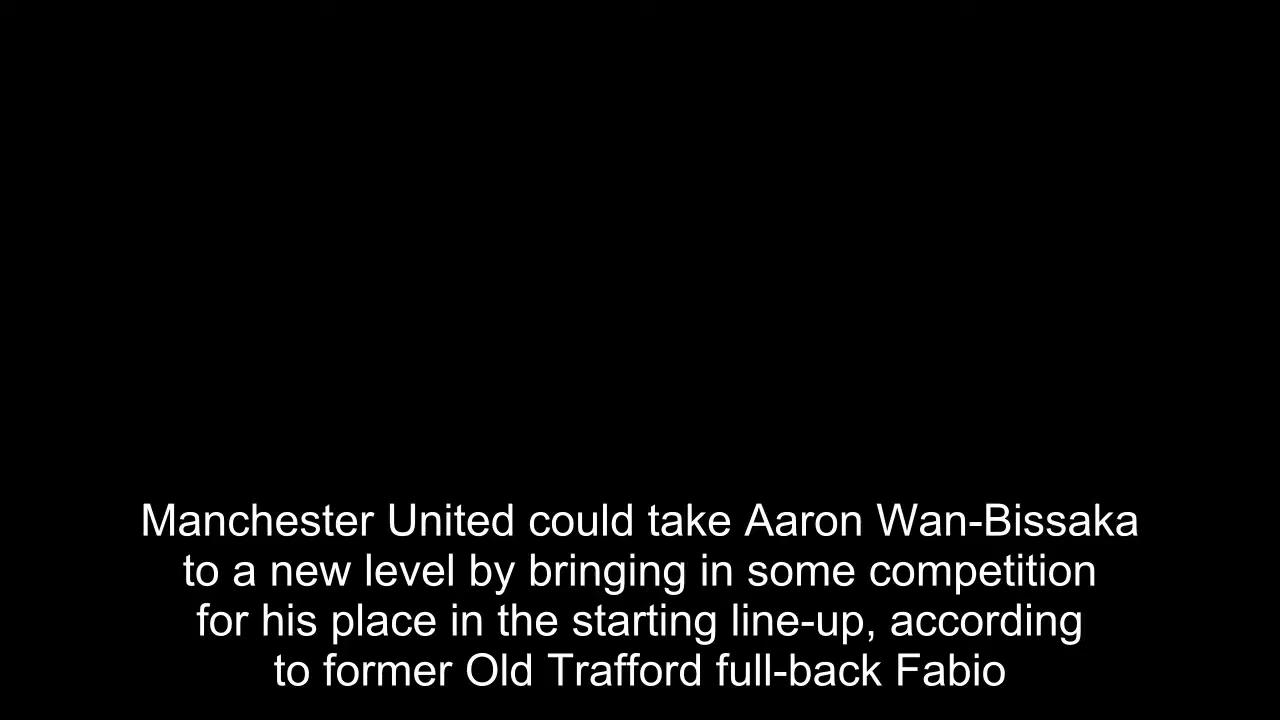 Manchester United could take Aaron Wan-Bissaka
to a new level by bringing in some competition
for his place in the starting line-up, according
to former Old Trafford full-back Fabio